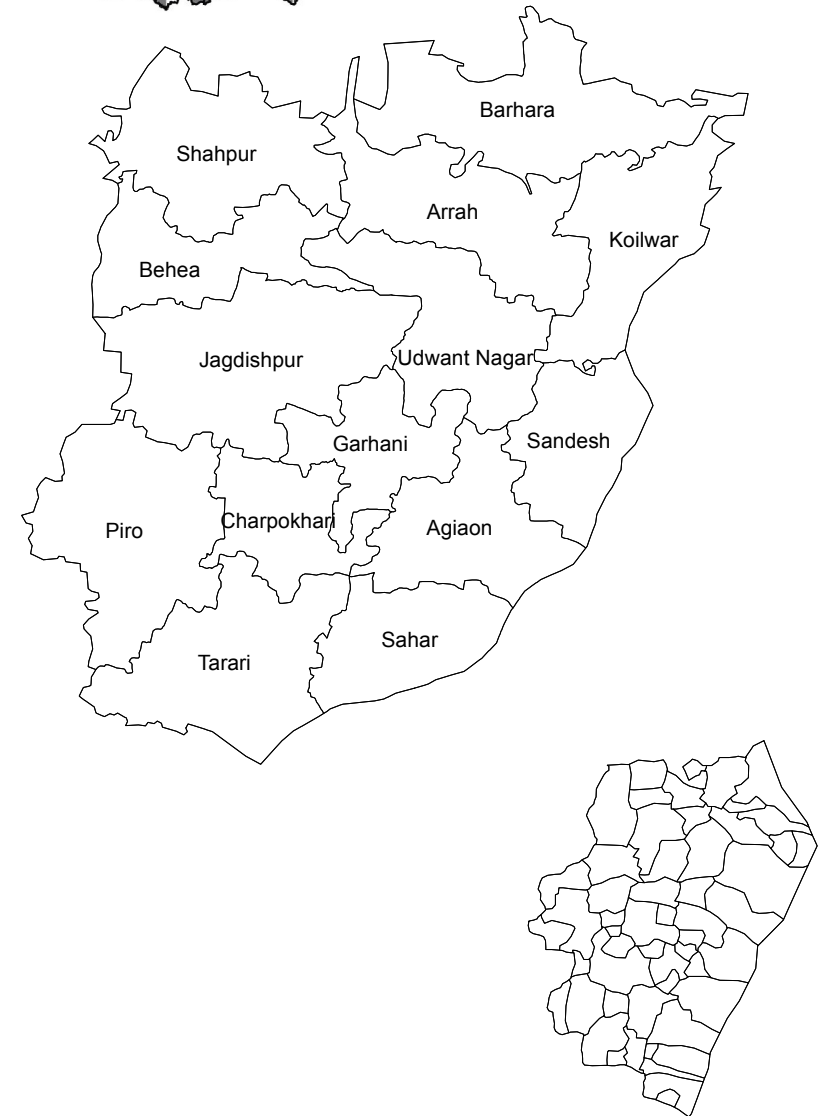 Barhara
Shahpur
Arrah
Koilwar
Behea
Jagdishpur
Udwant Nagar
Garhani
Sandesh
Charpokhari
Agiaon
Piro
Sahar
Tarari